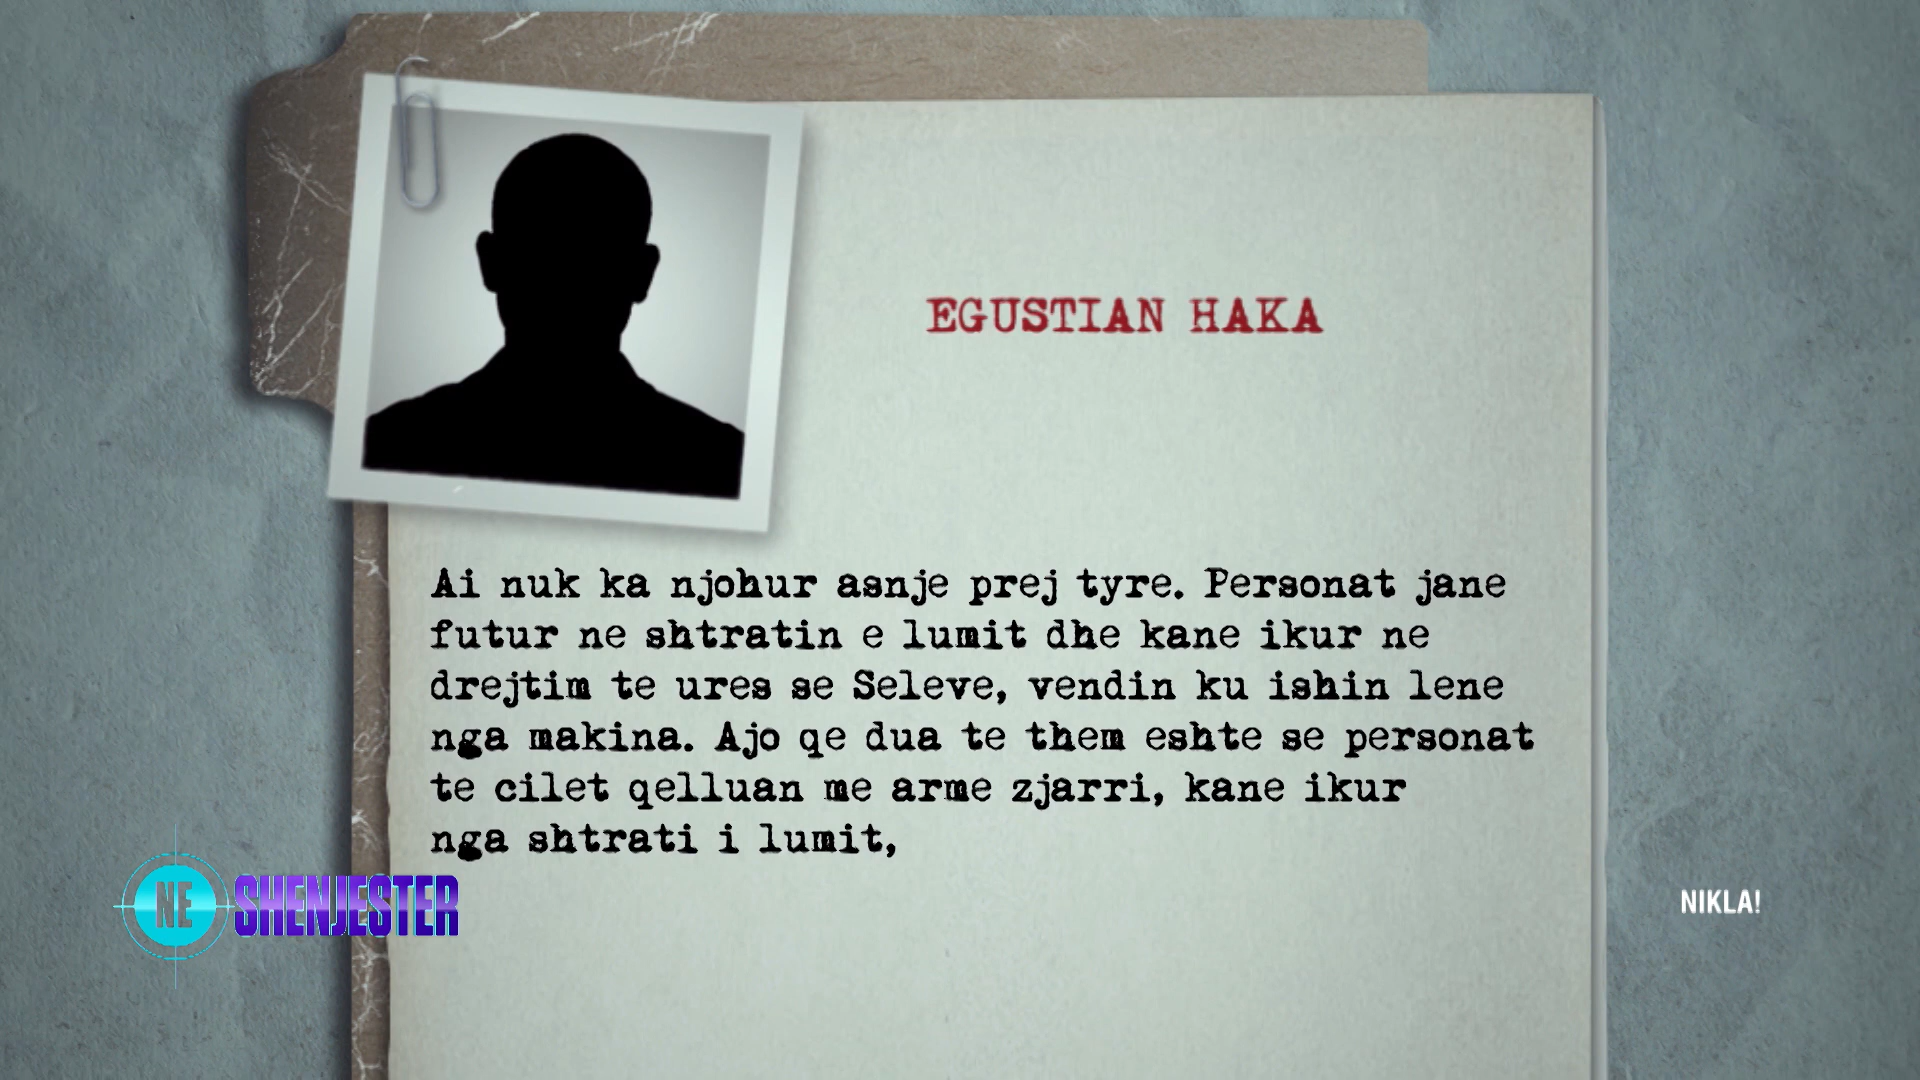 EGUSTIAN HAKA
Ai nuk ka njohur asnje prej tyre. Personat jane
futur ne shtratin e lumit dhe kane ikur ne
drejtim te ures se Seleve, vendin ku ishin lene
nga makina. Ajo qe dua te them eshte se personat
te cilet qelluan me arme zjarri, kane ikur
nga shtrati i lumit,
NE SHENJESTER
NIKLA!